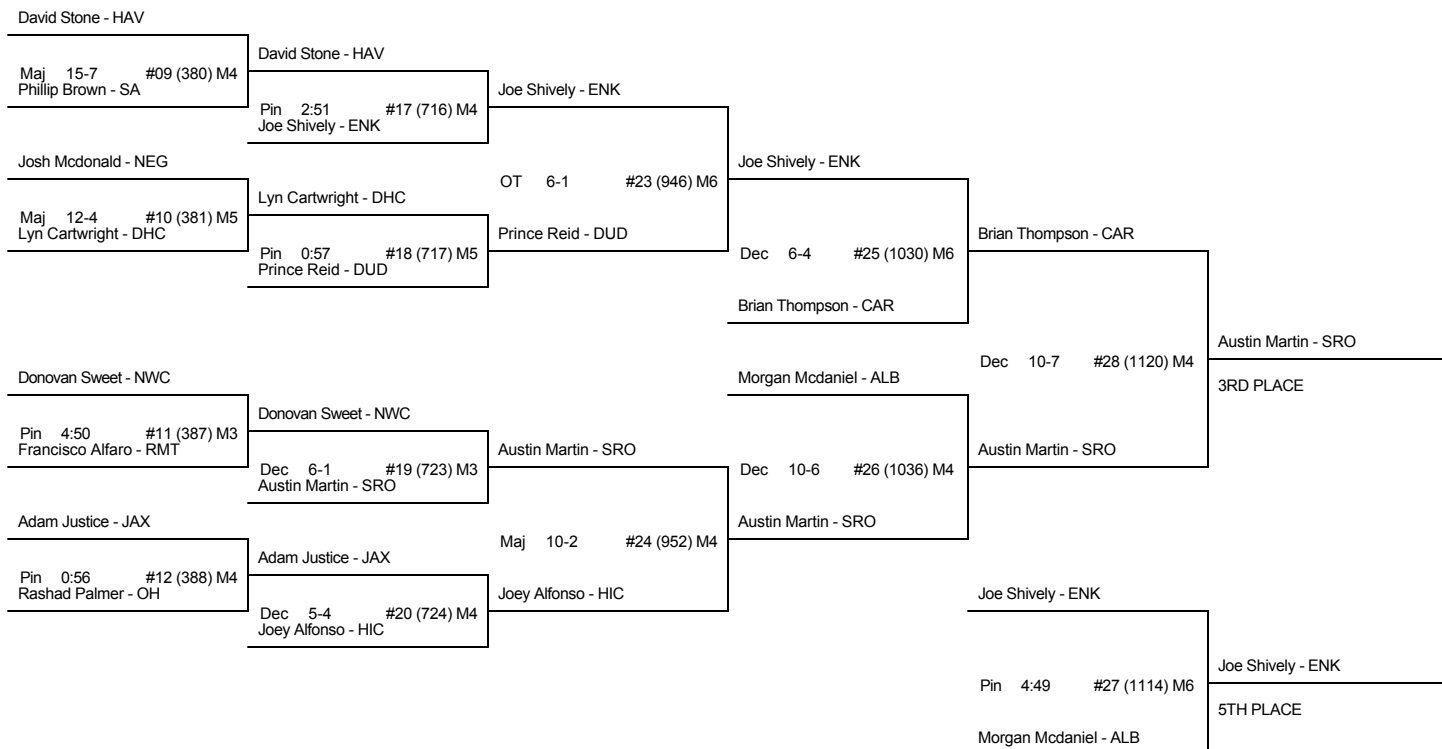 David Stone - HAV
Maj 15-7 #09 (380) M4
Phillip Brown - SA
Josh Mcdonald - NEG
Maj 12-4 #10 (381) M5
Lyn Cartwright - DHC
Donovan Sweet - NWC
Pin 4:50 #11 (387) M3
Francisco Alfaro - RMT
Adam Justice - JAX
Pin 0:56 #12 (388) M4
Rashad Palmer - OH
David Stone - HAV
Pin 2:51 #17 (716) M4
Joe Shively - ENK
Lyn Cartwright - DHC
Pin 0:57 #18 (717) M5
Prince Reid - DUD
Donovan Sweet - NWC
Dec 6-1 #19 (723) M3
Austin Martin - SRO
Adam Justice - JAX
Dec 5-4 #20 (724) M4
Joey Alfonso - HIC
Joe Shively - ENK
OT 6-1 #23 (946) M6
Prince Reid - DUD
Austin Martin - SRO
Maj 10-2 #24 (952) M4
Joey Alfonso - HIC
Joe Shively - ENK
Dec 6-4 #25 (1030) M6
Brian Thompson - CAR
Morgan Mcdaniel - ALB
Dec 10-6 #26 (1036) M4
Austin Martin - SRO
Brian Thompson - CAR
Dec 10-7 #28 (1120) M4
Austin Martin - SRO
Joe Shively - ENK
Pin 4:49 #27 (1114) M6
Morgan Mcdaniel - ALB
Austin Martin - SRO
3RD PLACE
Joe Shively - ENK
5TH PLACE